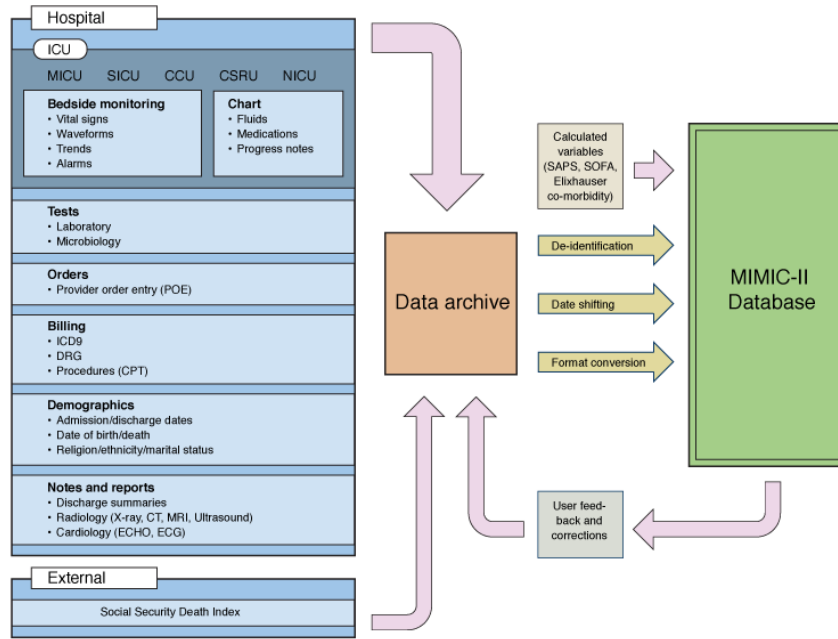 Hospital
ICU
MICU SICU CCU CSRU NICU
Bedside monitoring
• Vital signs
• Waveforms
• Trends
• Alarms
Chart
• Fluids
• Medications
• Progress notes
Tests
• Laboratory
• Microbiology
Orders
• Provider order entry (POE)
Billing
• ICD9
• DRG
• Procedures (CPT)
Demographics
• Admission/discharge dates
• Date of birth/death
• Religion/ethnicity/marital status
Notes and reports
• Discharge summaries
• Radiology (X-ray, CT, MRI, Ultrasound)
• Cardiology (ECHO, ECG)
External
Social Security Death Index
Data archive
Calculated
variables
(SAPS, SOFA,
Elixhauser
co-morbidity)
De-identification
Date shifting
Format conversion
User feed-
back and
corrections
MIMIC-II
Database